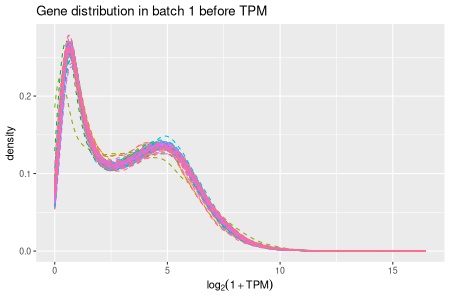 Gene distribution in batch 1 before TPM
density
0.2
0.1
0.0
0
5
10
15
log₂(1 + TPM)